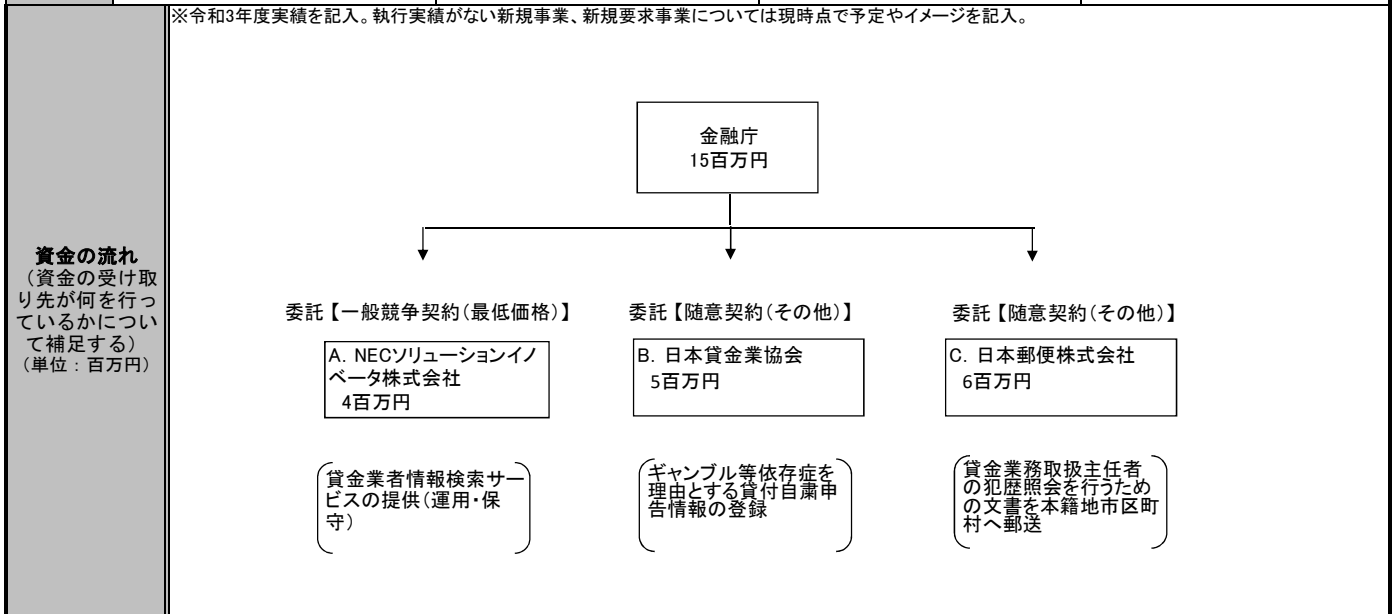 ※令和3年度実績を記入。執行実績がない新規事業、新規要求事業については現時点で予定やイメージを記入。
資金の流れ
（資金の受け取
り先が何を行っ
ているかについ
て補足する）
（単位：百万円）
金融庁
15百万円
委託【一般競争契約(最低価格)】
A. NECソリューションイノ
ベータ株式会社
4百万円
貸金業者情報検索サー
ビスの提供(運用・保
守)
委託【随意契約(その他)】
B. 日本貸金業協会
5百万円
ギャンブル等依存症を
理由とする貸付自粛申
告情報の登録
委託【随意契約(その他)】
C. 日本郵便株式会社
6百万円
貸金業務取扱主任者
の犯歴照会を行うため
の文書を本籍地市区町
村へ郵送